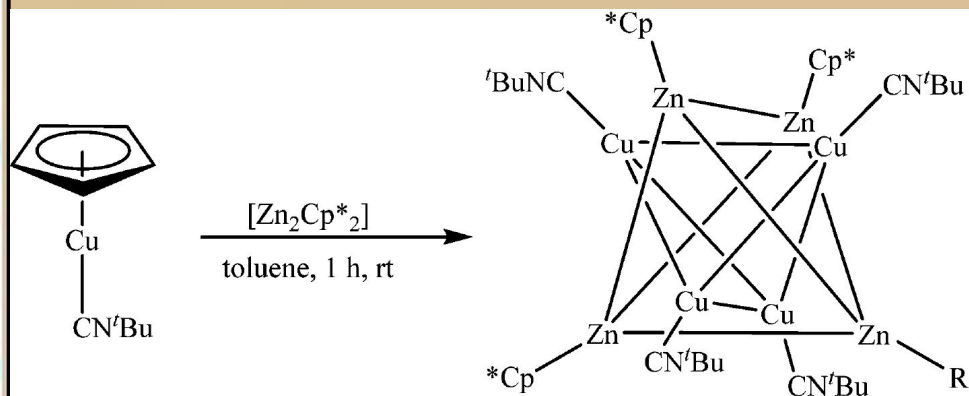 *Cp
Cp*
ᵗBuNC
CNᵗBu
Zn
Zn
Cu
Cu
[Zn₂Cp*₂]
Cu
toluene, 1 h, rt
CNᵗBu
Cu
Cu
Zn
Zn
*Cp
CNᵗBu
CNᵗBu
R